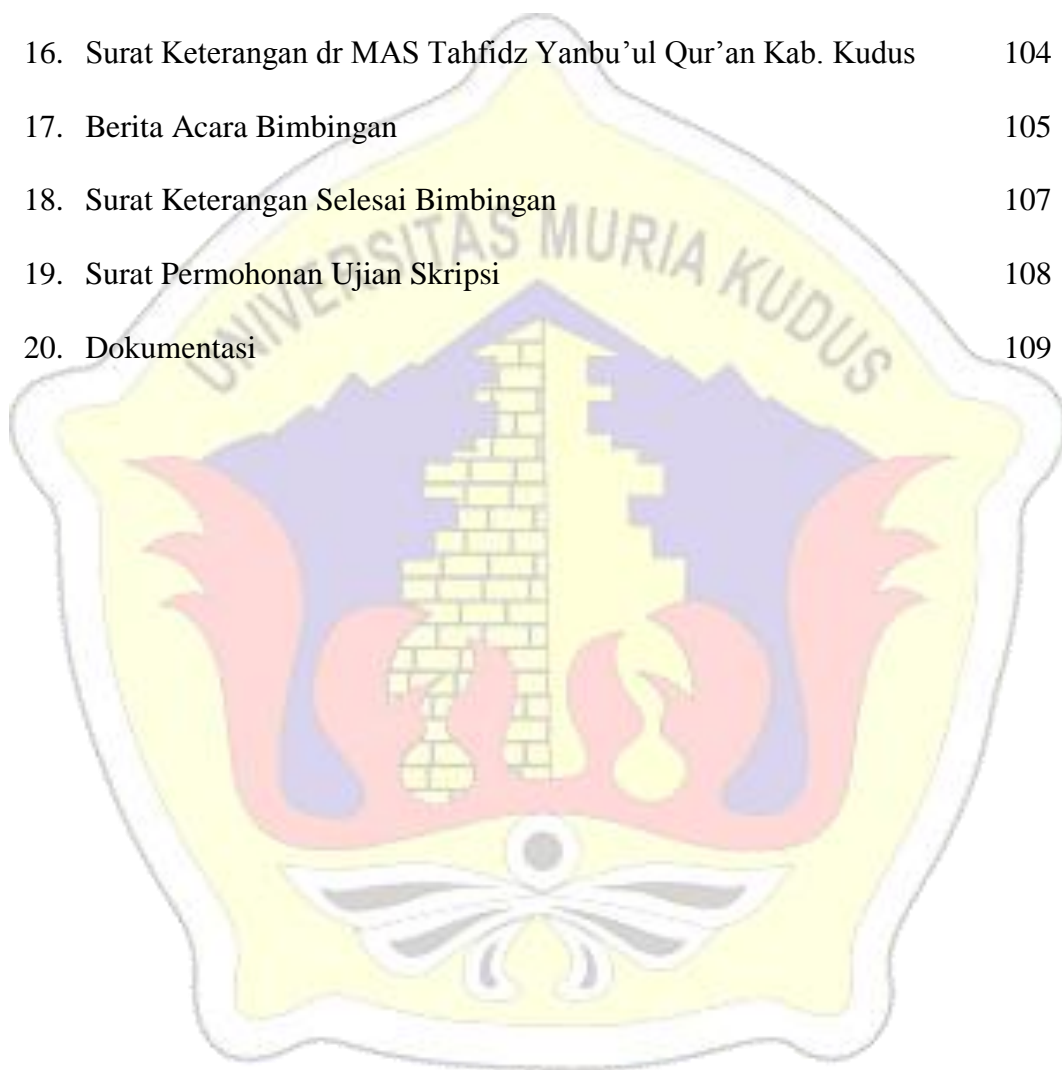 16. Surat Keterangan dr MAS Tahfidz Yanbu’ul Qur’an Kab. Kudus 104
17. Berita Acara Bimbingan 105
18. Surat Keterangan Selesai Bimbingan 107
19. Surat Permohonan Ujian Skripsi 108
20. Dokumentasi 109
UNIVERSITAS MURIA KUDUS